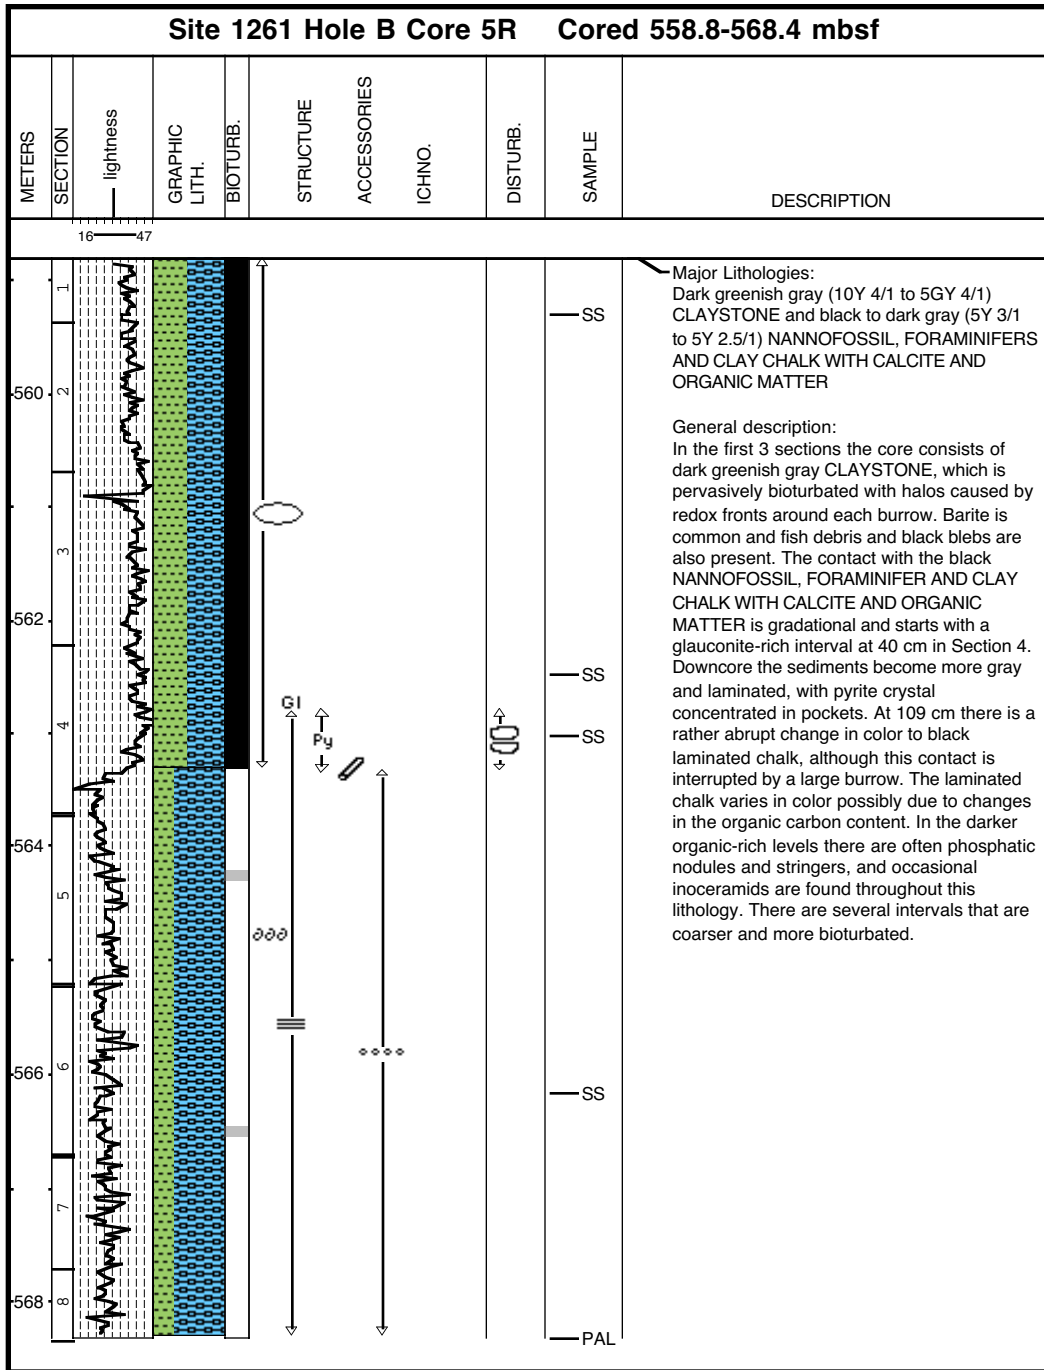 Site 1261 Hole B Core 5R Cored 558.8-568.4 mbsf
METERS
SECTION
lightness
GRAPHIC
LITH.
BIOTURB.
STRUCTURE
ACCESSORIES
ICHNO.
DISTURB.
SAMPLE
DESCRIPTION
16 47
1
2
3
4
5
6
7
8
560
562
564
566
568
Gl
Py
SS
SS
SS
SS
PAL
Major Lithologies:
Dark greenish gray (10Y 4/1 to 5GY 4/1)
CLAYSTONE and black to dark gray (5Y 3/1
to 5Y 2.5/1) NANNOFOSSIL, FORAMINIFERS
AND CLAY CHALK WITH CALCITE AND
ORGANIC MATTER
General description:
In the first 3 sections the core consists of
dark greenish gray CLAYSTONE, which is
pervasively bioturbated with halos caused by
redox fronts around each burrow. Barite is
common and fish debris and black blebs are
also present. The contact with the black
NANNOFOSSIL, FORAMINIFER AND CLAY
CHALK WITH CALCITE AND ORGANIC
MATTER is gradational and starts with a
glauconite-rich interval at 40 cm in Section 4.
Downcore the sediments become more gray
and laminated, with pyrite crystal
concentrated in pockets. At 109 cm there is a
rather abrupt change in color to black
laminated chalk, although this contact is
interrupted by a large burrow. The laminated
chalk varies in color possibly due to changes
in the organic carbon content. In the darker
organic-rich levels there are often phosphatic
nodules and stringers, and occasional
inoceramids are found throughout this
lithology. There are several intervals that are
coarser and more bioturbated.